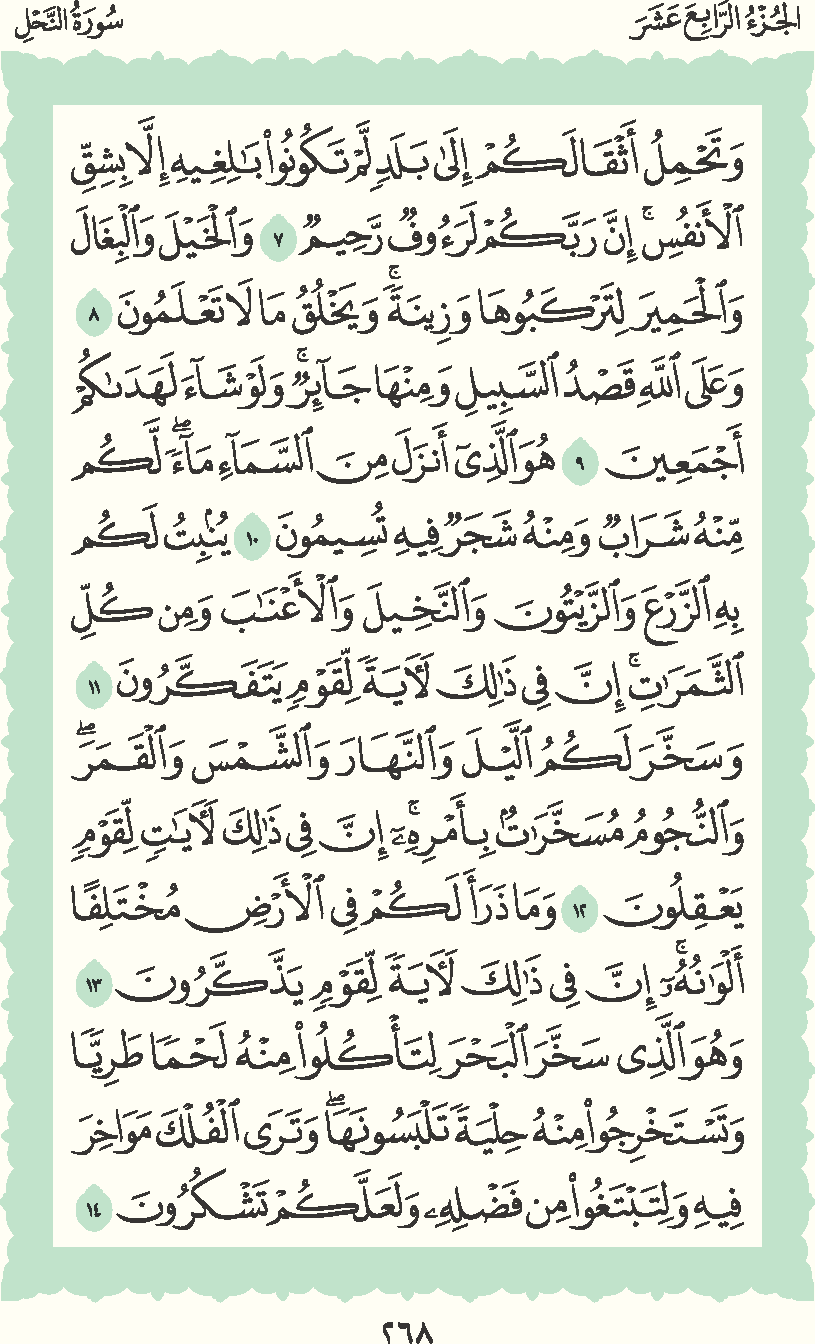 الجُزْءُ الرَّابِعَ عَشَرَ سُورَةُ النَّحْلِ
وَتَحْمِلُ أَثْقَالَكُمْ إِلَىٰ بَلَدٍ لَّمْ تَكُونُوا۟ بَـٰلِغِيهِ إِلَّا بِشِقِّ
ٱلْأَنفُسِ ۚ إِنَّ رَبَّكُمْ لَرَءُوفٌ رَّحِيمٌ ٧ وَٱلْخَيْلَ وَٱلْبِغَالَ
وَٱلْحَمِيرَ لِتَرْكَبُوهَا وَزِينَةً ۚ وَيَخْلُقُ مَا لَا تَعْلَمُونَ ٨
وَعَلَى ٱللَّهِ قَصْدُ ٱلسَّبِيلِ وَمِنْهَا جَآئِرٌ ۚ وَلَوْ شَآءَ لَهَدَىٰكُمْ
أَجْمَعِينَ ٩ هُوَ ٱلَّذِىٓ أَنزَلَ مِنَ ٱلسَّمَآءِ مَآءً ۖ لَّكُم
مِّنْهُ شَرَابٌ وَمِنْهُ شَجَرٌ فِيهِ تُسِيمُونَ ١٠ يُنۢبِتُ لَكُم
بِهِ ٱلزَّرْعَ وَٱلزَّيْتُونَ وَٱلنَّخِيلَ وَٱلْأَعْنَـٰبَ وَمِن كُلِّ
ٱلثَّمَرَٰتِ ۗ إِنَّ فِى ذَٰلِكَ لَـَٔايَةً لِّقَوْمٍ يَتَفَكَّرُونَ ١١
وَسَخَّرَ لَكُمُ ٱلَّيْلَ وَٱلنَّهَارَ وَٱلشَّمْسَ وَٱلْقَمَرَ ۖ
وَٱلنُّجُومُ مُسَخَّرَٰتٌۢ بِأَمْرِهِۦٓ ۗ إِنَّ فِى ذَٰلِكَ لَـَٔايَـٰتٍ لِّقَوْمٍ
يَعْقِلُونَ ١٢ وَمَا ذَرَأَ لَكُمْ فِى ٱلْأَرْضِ مُخْتَلِفًا
أَلْوَٰنُهُۥٓ ۗ إِنَّ فِى ذَٰلِكَ لَـَٔايَةً لِّقَوْمٍ يَذَّكَّرُونَ ١٣
وَهُوَ ٱلَّذِى سَخَّرَ ٱلْبَحْرَ لِتَأْكُلُوا۟ مِنْهُ لَحْمًا طَرِيًّا
وَتَسْتَخْرِجُوا۟ مِنْهُ حِلْيَةً تَلْبَسُونَهَا ۖ وَتَرَى ٱلْفُلْكَ مَوَاخِرَ
فِيهِ وَلِتَبْتَغُوا۟ مِن فَضْلِهِۦ وَلَعَلَّكُمْ تَشْكُرُونَ ١٤
٢٦٨